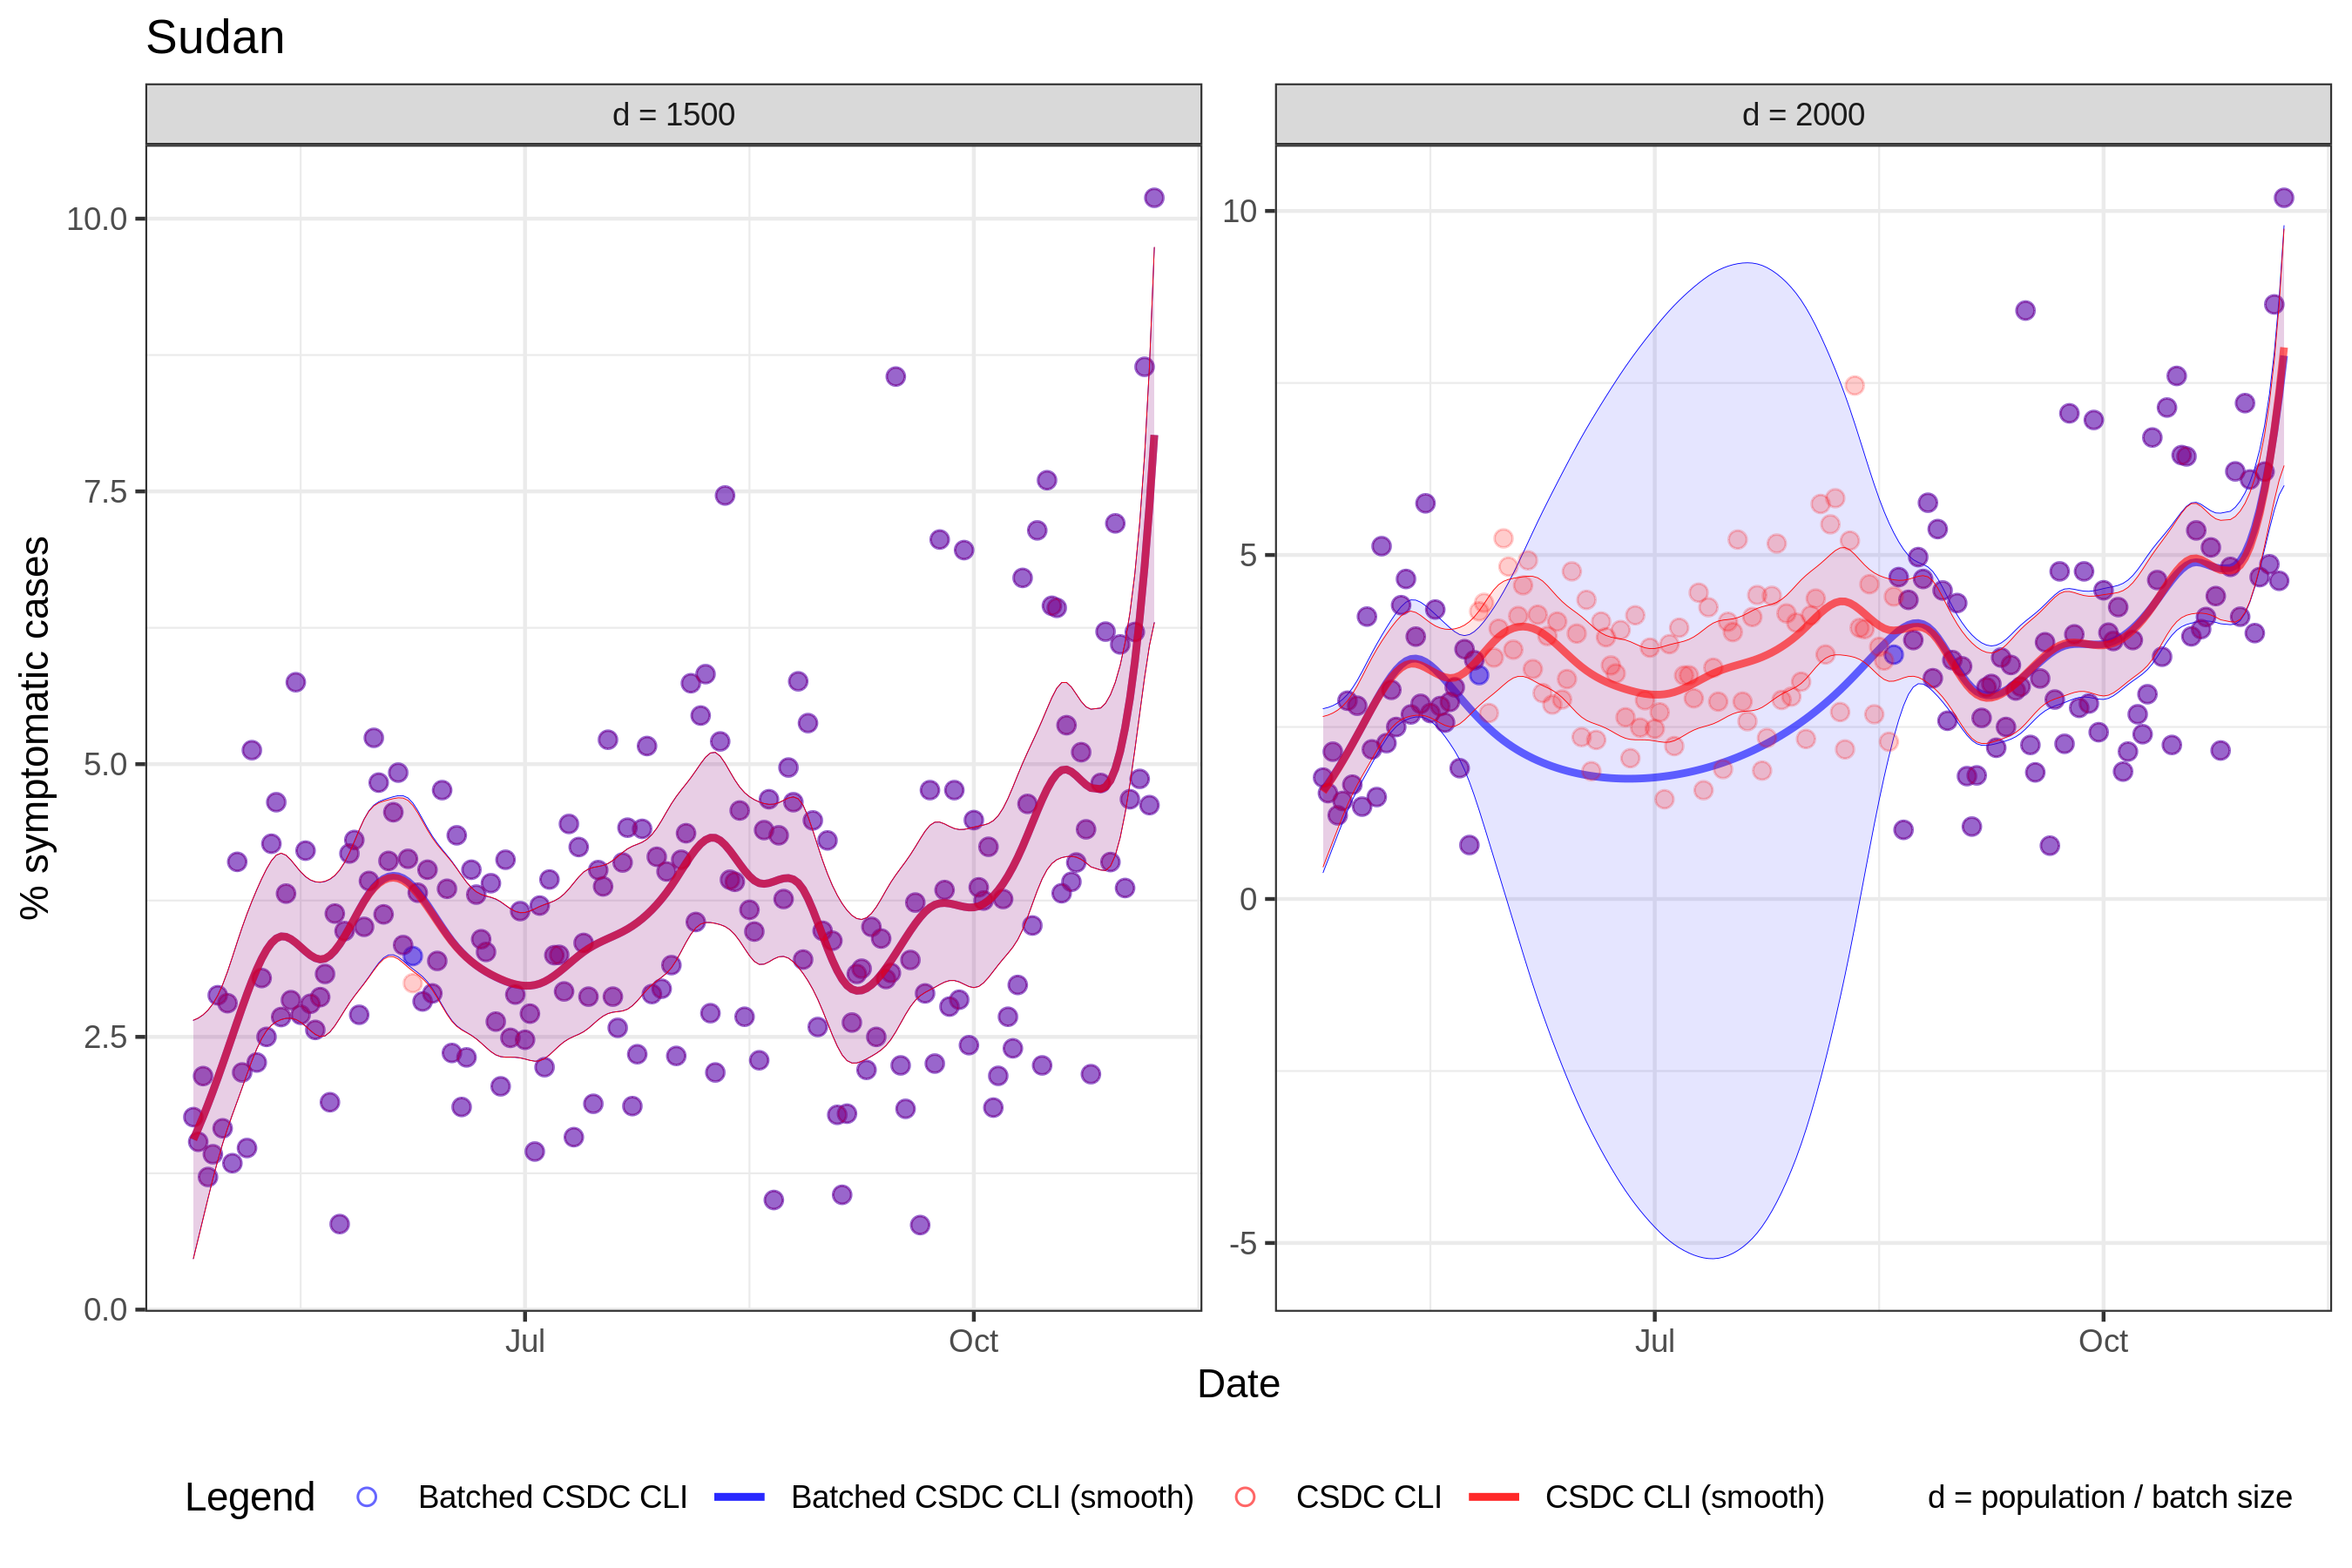 Sudan
d = 1500
d = 2000
% symptomatic cases
10.0
7.5
5.0
2.5
0.0
10
5
0
-5
Jul
Oct
Jul
Oct
Date
Legend
Batched CSDC CLI
Batched CSDC CLI (smooth)
CSDC CLI
CSDC CLI (smooth)
d = population / batch size